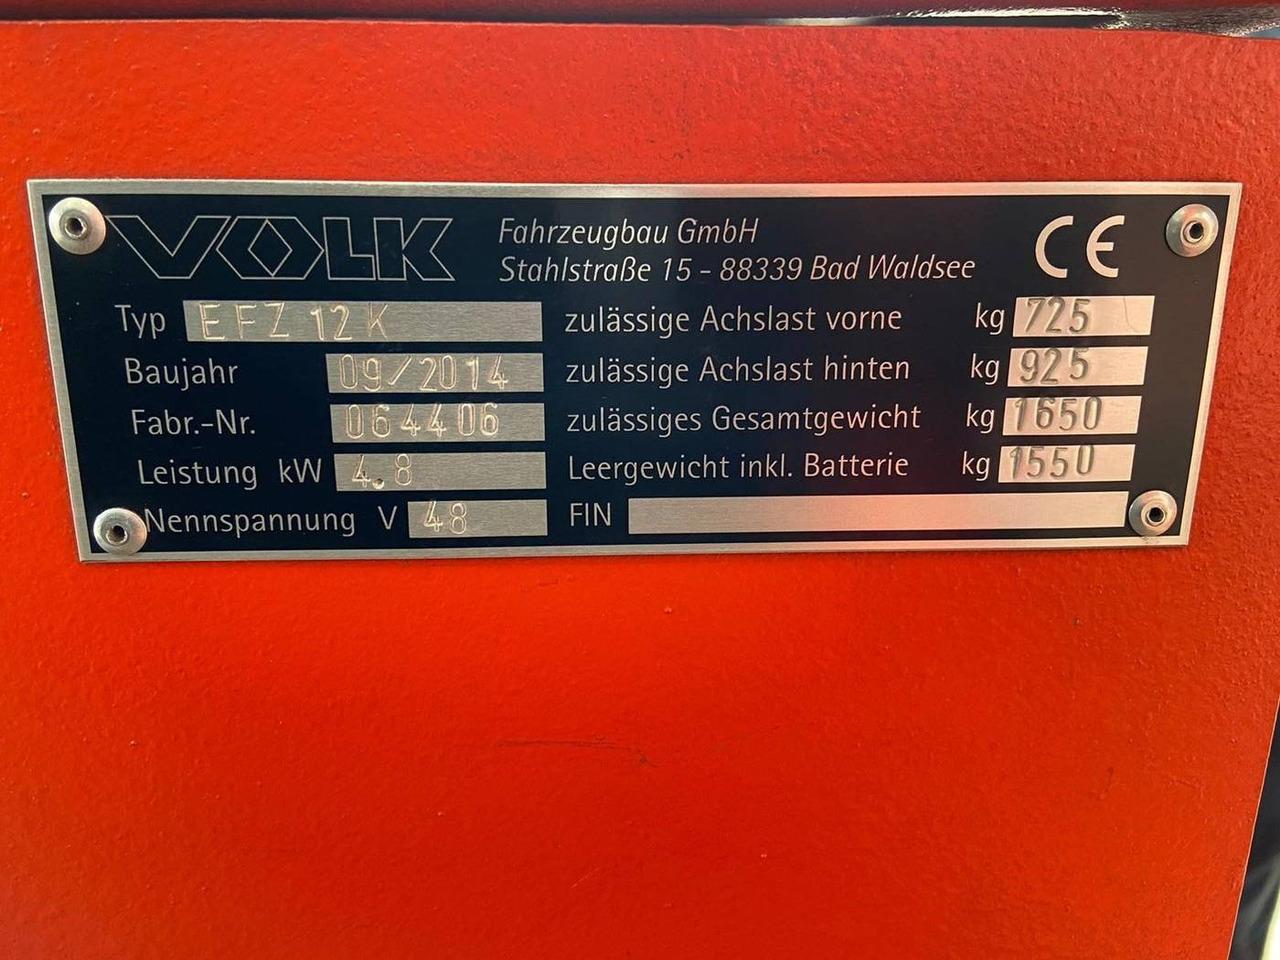 VOLK Fahrzeugbau GmbH
Stahlstraße 15 - 88339 Bad Waldsee
CE
Typ EFZ 12 K
Baujahr 09/2014
Fabr.-Nr. 064406
Leistung kW 4.8
Nennspannung V 48
zulässige Achslast vorne kg 725
zulässige Achslast hinten kg 925
zulässiges Gesamtgewicht kg 1650
Leergewicht inkl. Batterie kg 1550
FIN